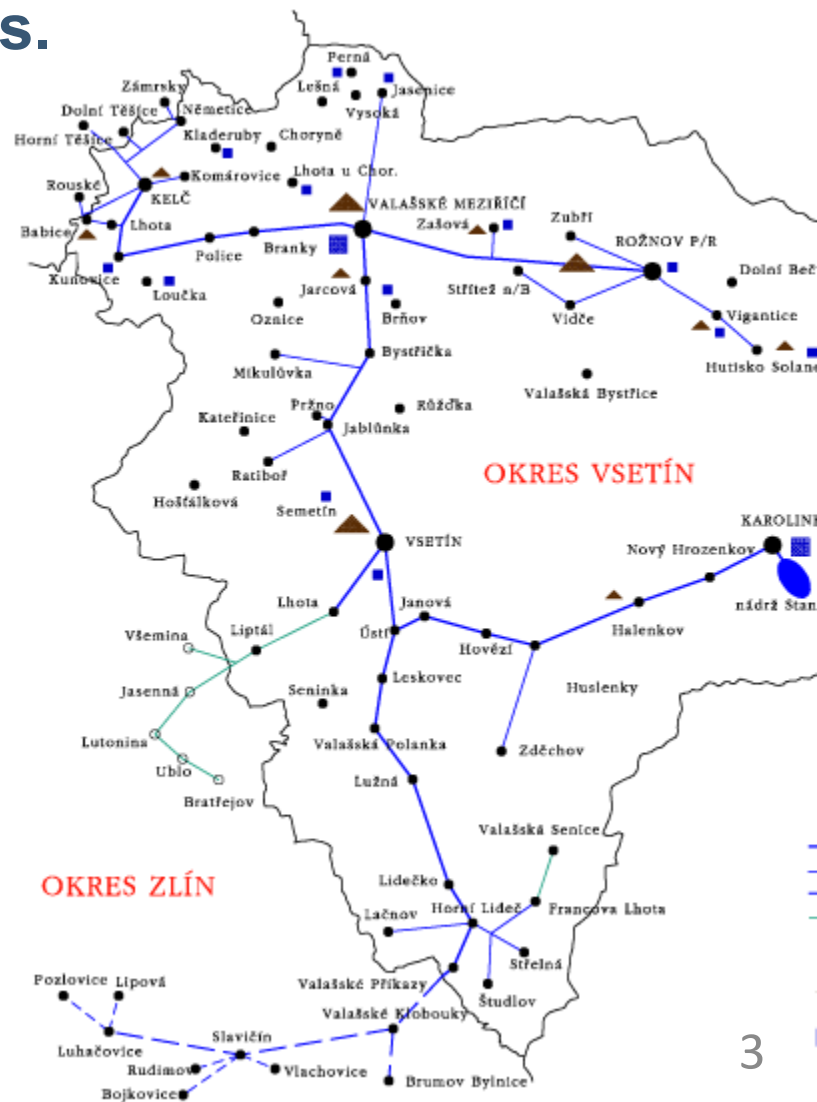 s.
Perná
Lešná
Jasenice
Vysoká
Zámrsky
Dolní Těšice
Němetice
Horní Těšice
Kladeruby
Choryně
Komárovice
Lhota u Chor.
Rouské
KELČ
VALAŠSKÉ MEZIŘÍČÍ
Babice
Lhota
Zašová
Zubří
ROŽNOV P/R
Police
Branky
Kunovice
Loučka
Jarcová
Střítež n/B
Dolní Beč
Oznice
Brňov
Vidče
Vigantice
Bystřička
Hutisko Solane
Mikulůvka
Valašská Bystřice
Pržno
Růžďka
Kateřinice
Jablůnka
Ratiboř
OKRES VSETÍN
Hošťálková
Semetín
KAROLINK
VSETÍN
Nový Hrozenkov
Lhota
Janová
nádrž Stan
Všemina
Liptál
Ústí
Halenkov
Hovězí
Jasenná
Seninka
Leskovec
Huslenky
Lutonina
Valašská Polanka
Zděchov
Ublo
Lužná
Bratřejov
Valašská Senice
OKRES ZLÍN
Lidečko
Lačnov
Horní Lideč
Francova Lhota
Střelná
Valašské Příkazy
Pozlovice
Lipová
Študlov
Valašské Klobouky
Slavičín
Luhačovice
Rudimov
Vlachovice
Brumov Bylnice
Bojkovice
3